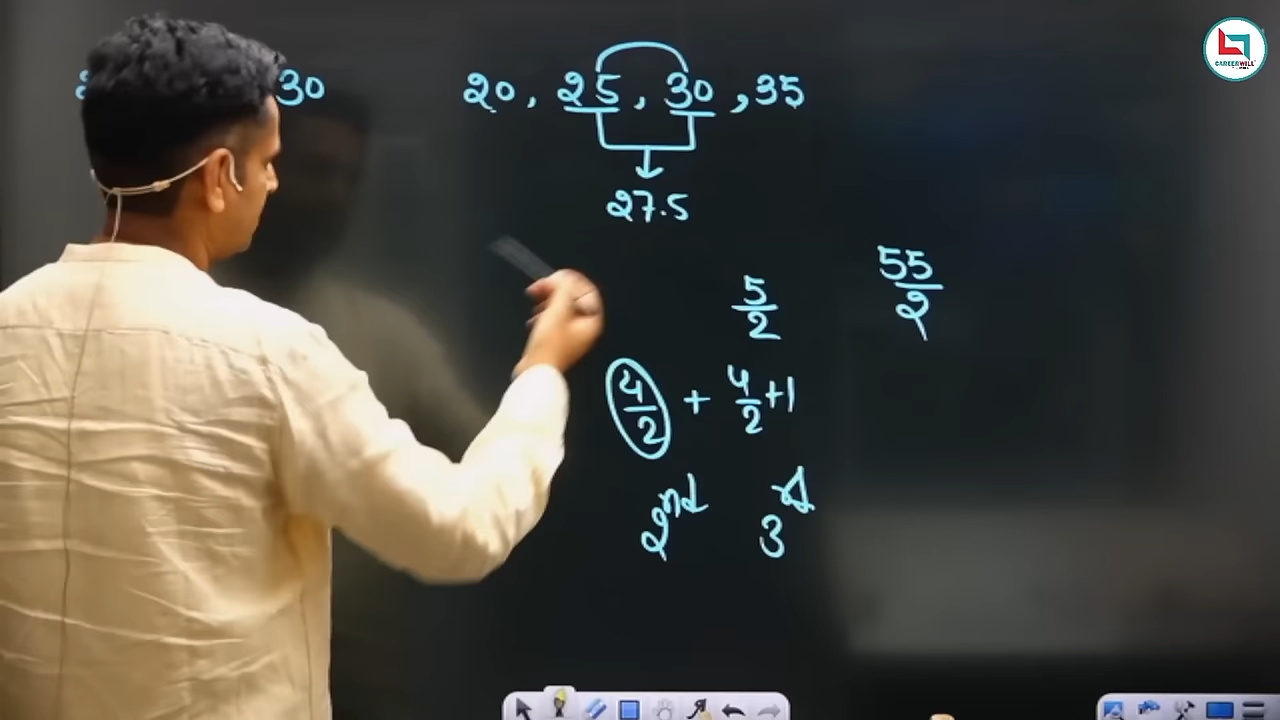 30
20, 25, 30, 35
27.5
5/2
55/2
4/2 + 4/2 + 1
2nd 3rd
CAREERWILL